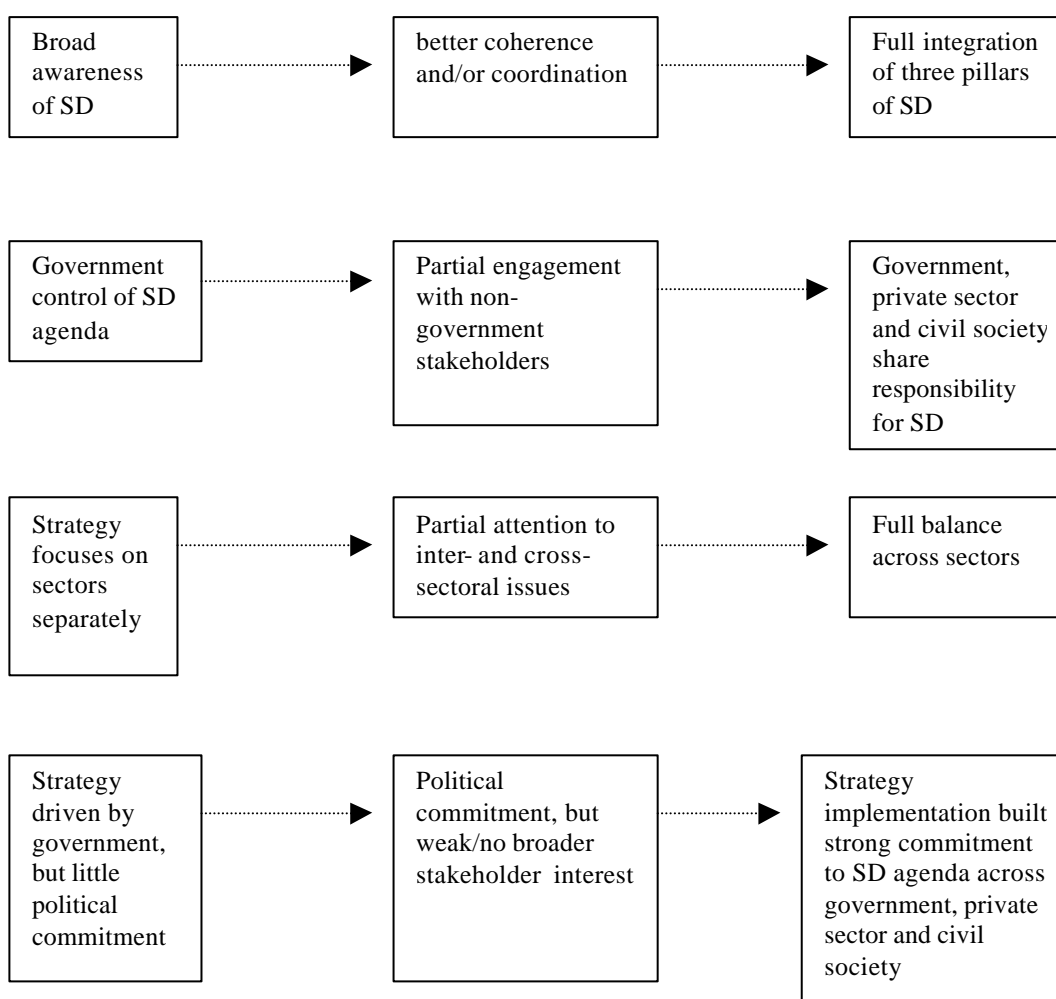 Broad
awareness
of SD
better coherence
and/or coordination
Full integration
of three pillars
of SD
Government
control of SD
agenda
Partial engagement
with non-
government
stakeholders
Government,
private sector
and civil society
share
responsibility
for SD
Strategy
focuses on
sectors
separately
Partial attention to
inter- and cross-
sectoral issues
Full balance
across sectors
Strategy
driven by
government,
but little
political
commitment
Political
commitment, but
weak/no broader
stakeholder interest
Strategy
implementation built
strong commitment
to SD agenda across
government, private
sector and civil
society